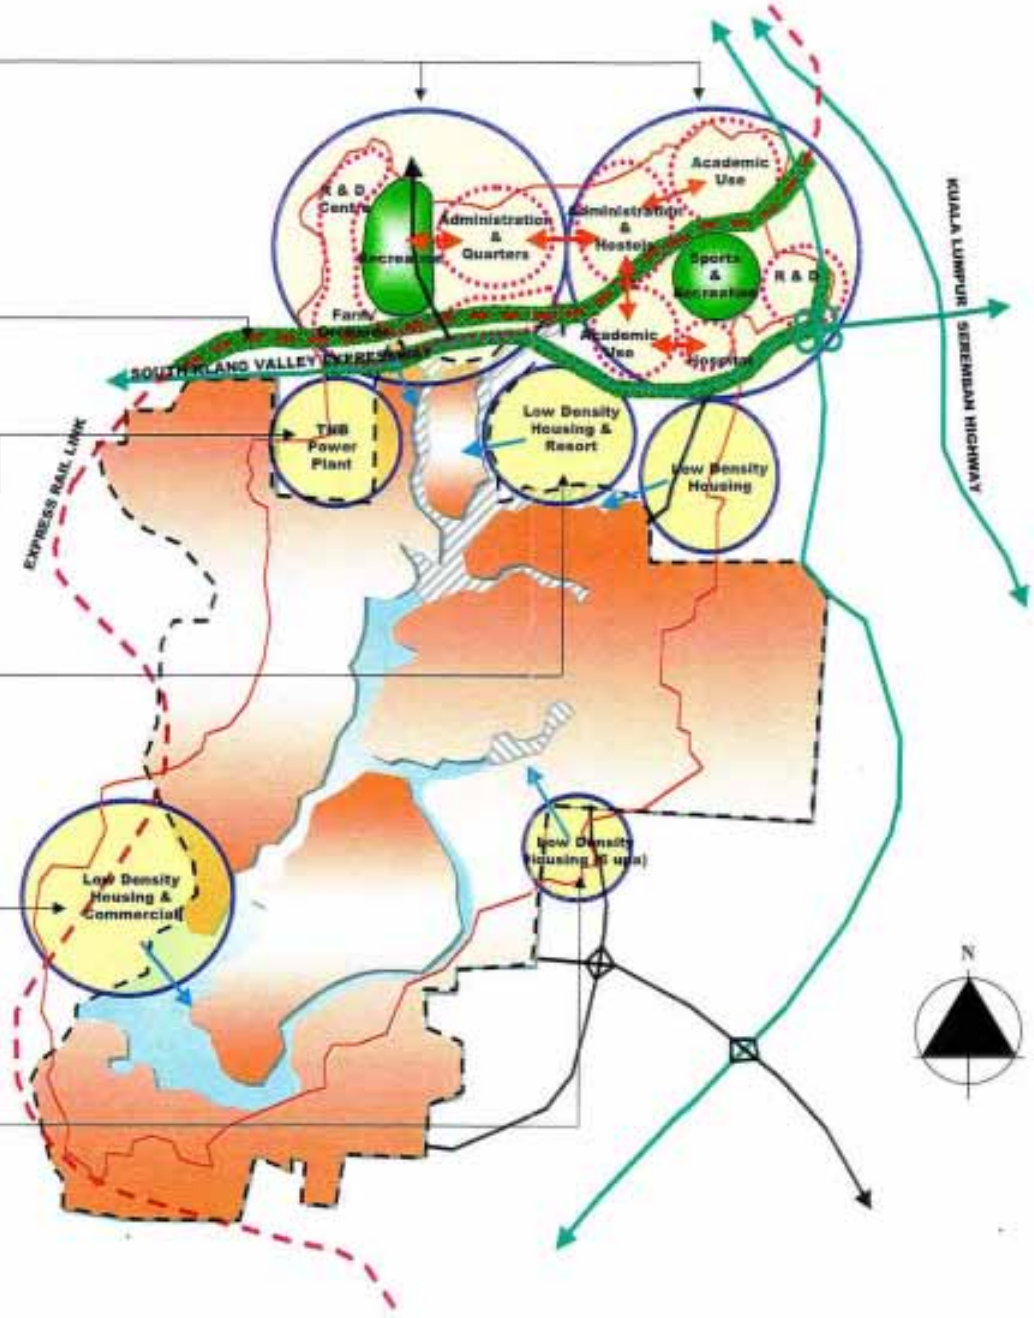 Academic
Use
R & D
Centre
Administration
&
Quarters
Administration
&
Hostels
Recreation
Sports
&
Recreation
R & D
Farm/
Academic
Use
Hospital
SOUTH KLANG VALLEY EXPRESSWAY
KUALA LUMPUR SEREMBAN HIGHWAY
EXPRESS RAIL LINK
TNB
Power
Plant
Low Density
Housing &
Resort
Low Density
Housing
Low Density
Housing (6 upa)
Low Density
Housing &
Commercial
N